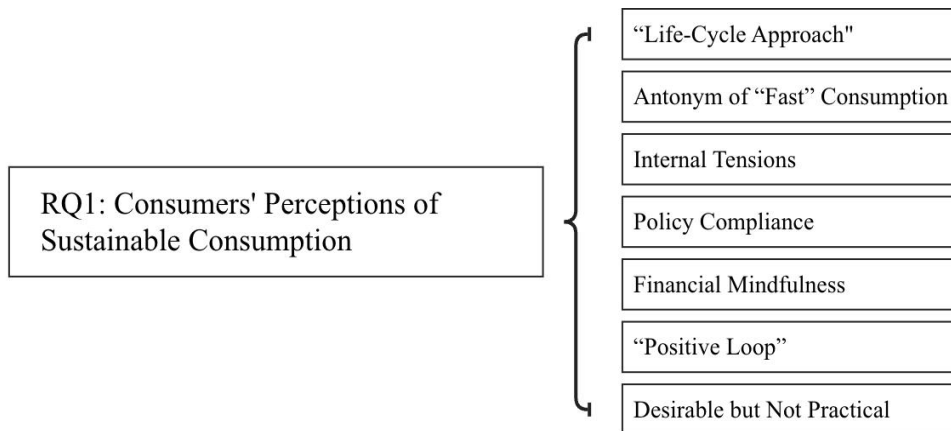 “Life-Cycle Approach"
Antonym of “Fast” Consumption
Internal Tensions
RQ1: Consumers' Perceptions of
Sustainable Consumption
Policy Compliance
Financial Mindfulness
“Positive Loop”
Desirable but Not Practical